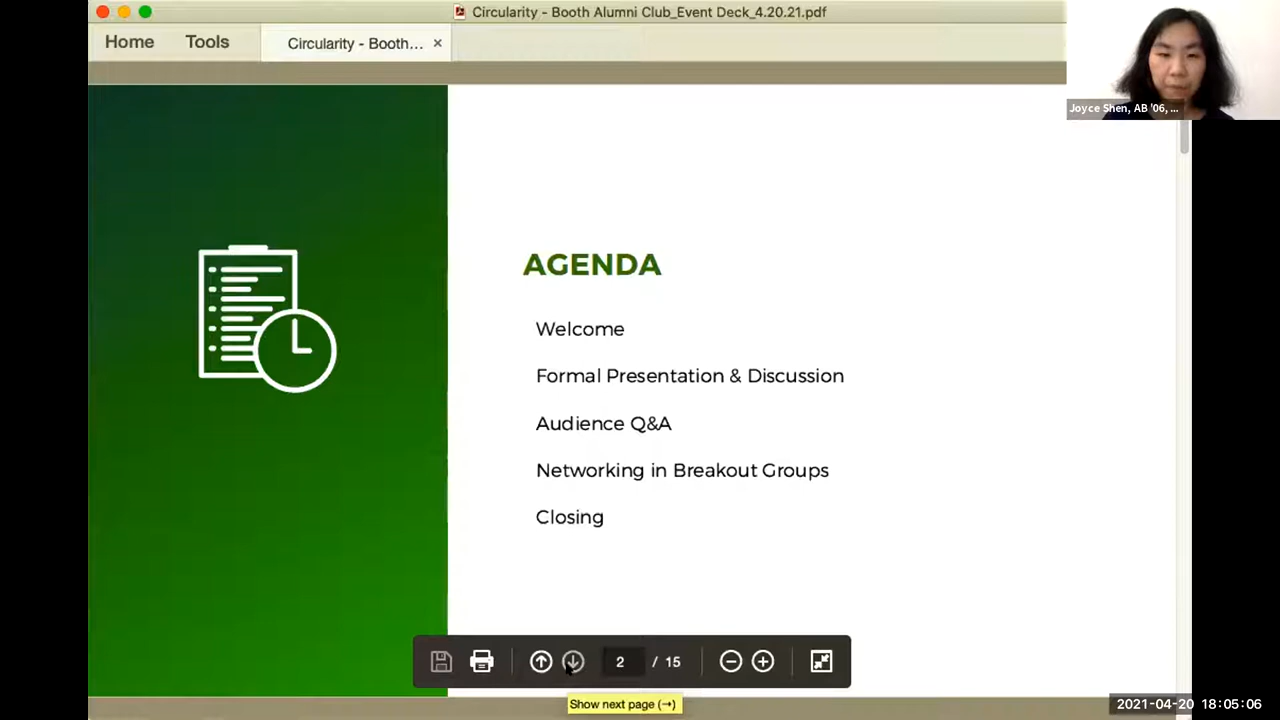 Circularity - Booth Alumni Club_Event Deck_4.20.21.pdf
Home Tools Circularity - Booth... ×
Joyce Shen, AB '06, ...
AGENDA
Welcome
Formal Presentation & Discussion
Audience Q&A
Networking in Breakout Groups
Closing
2 / 15
Show next page (→)
2021-04-20 18:05:06